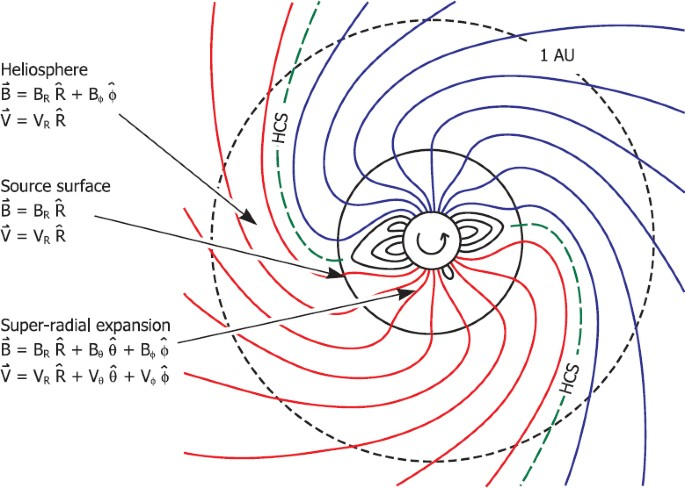 Heliosphere
B⃗ = B_R R̂ + B_ϕ ϕ̂
V⃗ = V_R R̂
Source surface
B⃗ = B_R R̂
V⃗ = V_R R̂
Super-radial expansion
B⃗ = B_R R̂ + B_θ θ̂ + B_ϕ ϕ̂
V⃗ = V_R R̂ + V_θ θ̂ + V_ϕ ϕ̂
HCS
1 AU
HCS